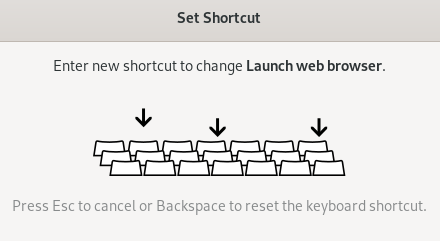 Set Shortcut
Enter new shortcut to change Launch web browser.
Press Esc to cancel or Backspace to reset the keyboard shortcut.